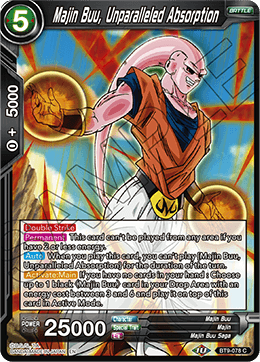 5
Majin Buu, Unparalleled Absorption
BATTLE
+ 5000
Double Strike
Permanent This card can't be played from any area if you
have 2 or less energy.
Auto When you play this card, you can't play {Majin Buu,
Unparalleled Absorption} for the duration of the turn.
Activate:Main If you have no cards in your hand : Choose
up to 1 black ‹Majin Buu› card in your Drop Area with an
energy cost between 3 and 6 and play it on top of this
card in Active Mode.
POWER 25000
Character Majin Buu
Special Trait Majin
Era Majin Buu Saga
BT9-078 C